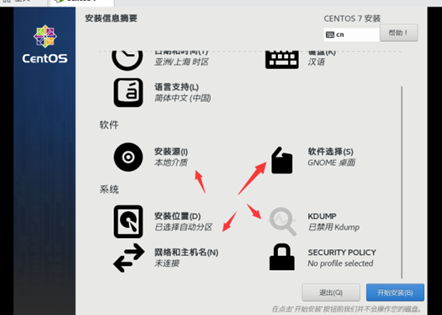 安装信息摘要
CENTOS 7 安装
cn
帮助！
CentOS
日期和时间(T)
亚洲/上海 时区
键盘(K)
汉语
语言支持(L)
简体中文 (中国)
软件
安装源(I)
本地介质
软件选择(S)
GNOME 桌面
系统
安装位置(D)
已选择自动分区
KDUMP
已禁用 Kdump
网络和主机名(N)
未连接
SECURITY POLICY
No profile selected
退出(Q)
开始安装(B)
在点击'开始安装'按钮前我们并不会操作您的磁盘。